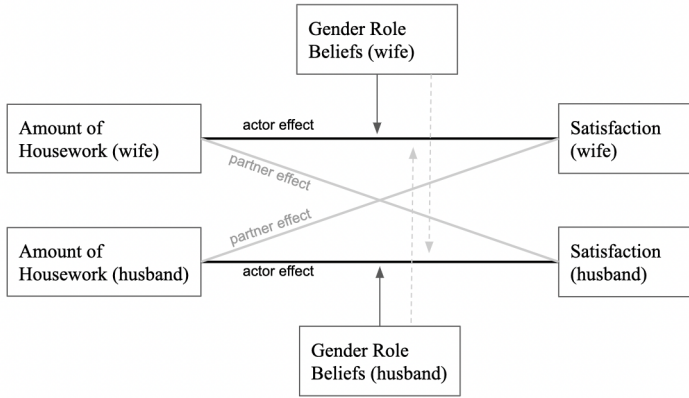 Gender Role
Beliefs (wife)
Amount of
Housework (wife)
actor effect
Satisfaction
(wife)
partner effect
partner effect
Amount of
Housework (husband)
actor effect
Satisfaction
(husband)
Gender Role
Beliefs (husband)